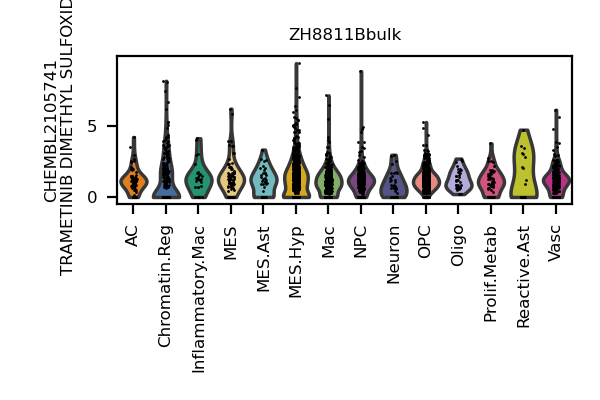 ZH8811Bbulk
CHEMBL2105741
TRAMETINIB DIMETHYL SULFOXID
5
0
AC
Chromatin.Reg
Inflammatory.Mac
MES
MES.Ast
MES.Hyp
Mac
NPC
Neuron
OPC
Oligo
Prolif.Metab
Reactive.Ast
Vasc